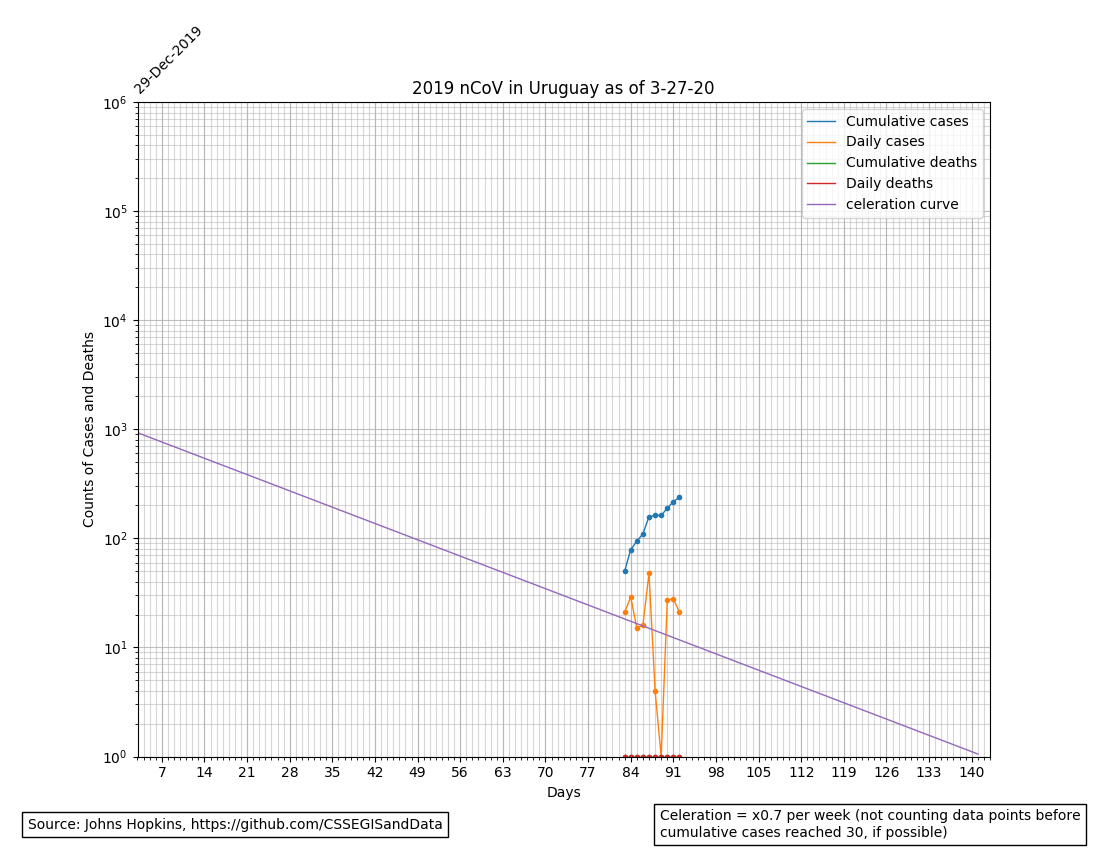 29-Dec-2019
2019 nCoV in Uruguay as of 3-27-20
Cumulative cases
Daily cases
Cumulative deaths
Daily deaths
celeration curve
Counts of Cases and Deaths
10^6
10^5
10^4
10^3
10^2
10^1
10^0
7 14 21 28 35 42 49 56 63 70 77 84 91 98 105 112 119 126 133 140
Days
Source: Johns Hopkins, https://github.com/CSSEGISandData
Celeration = x0.7 per week (not counting data points before
cumulative cases reached 30, if possible)